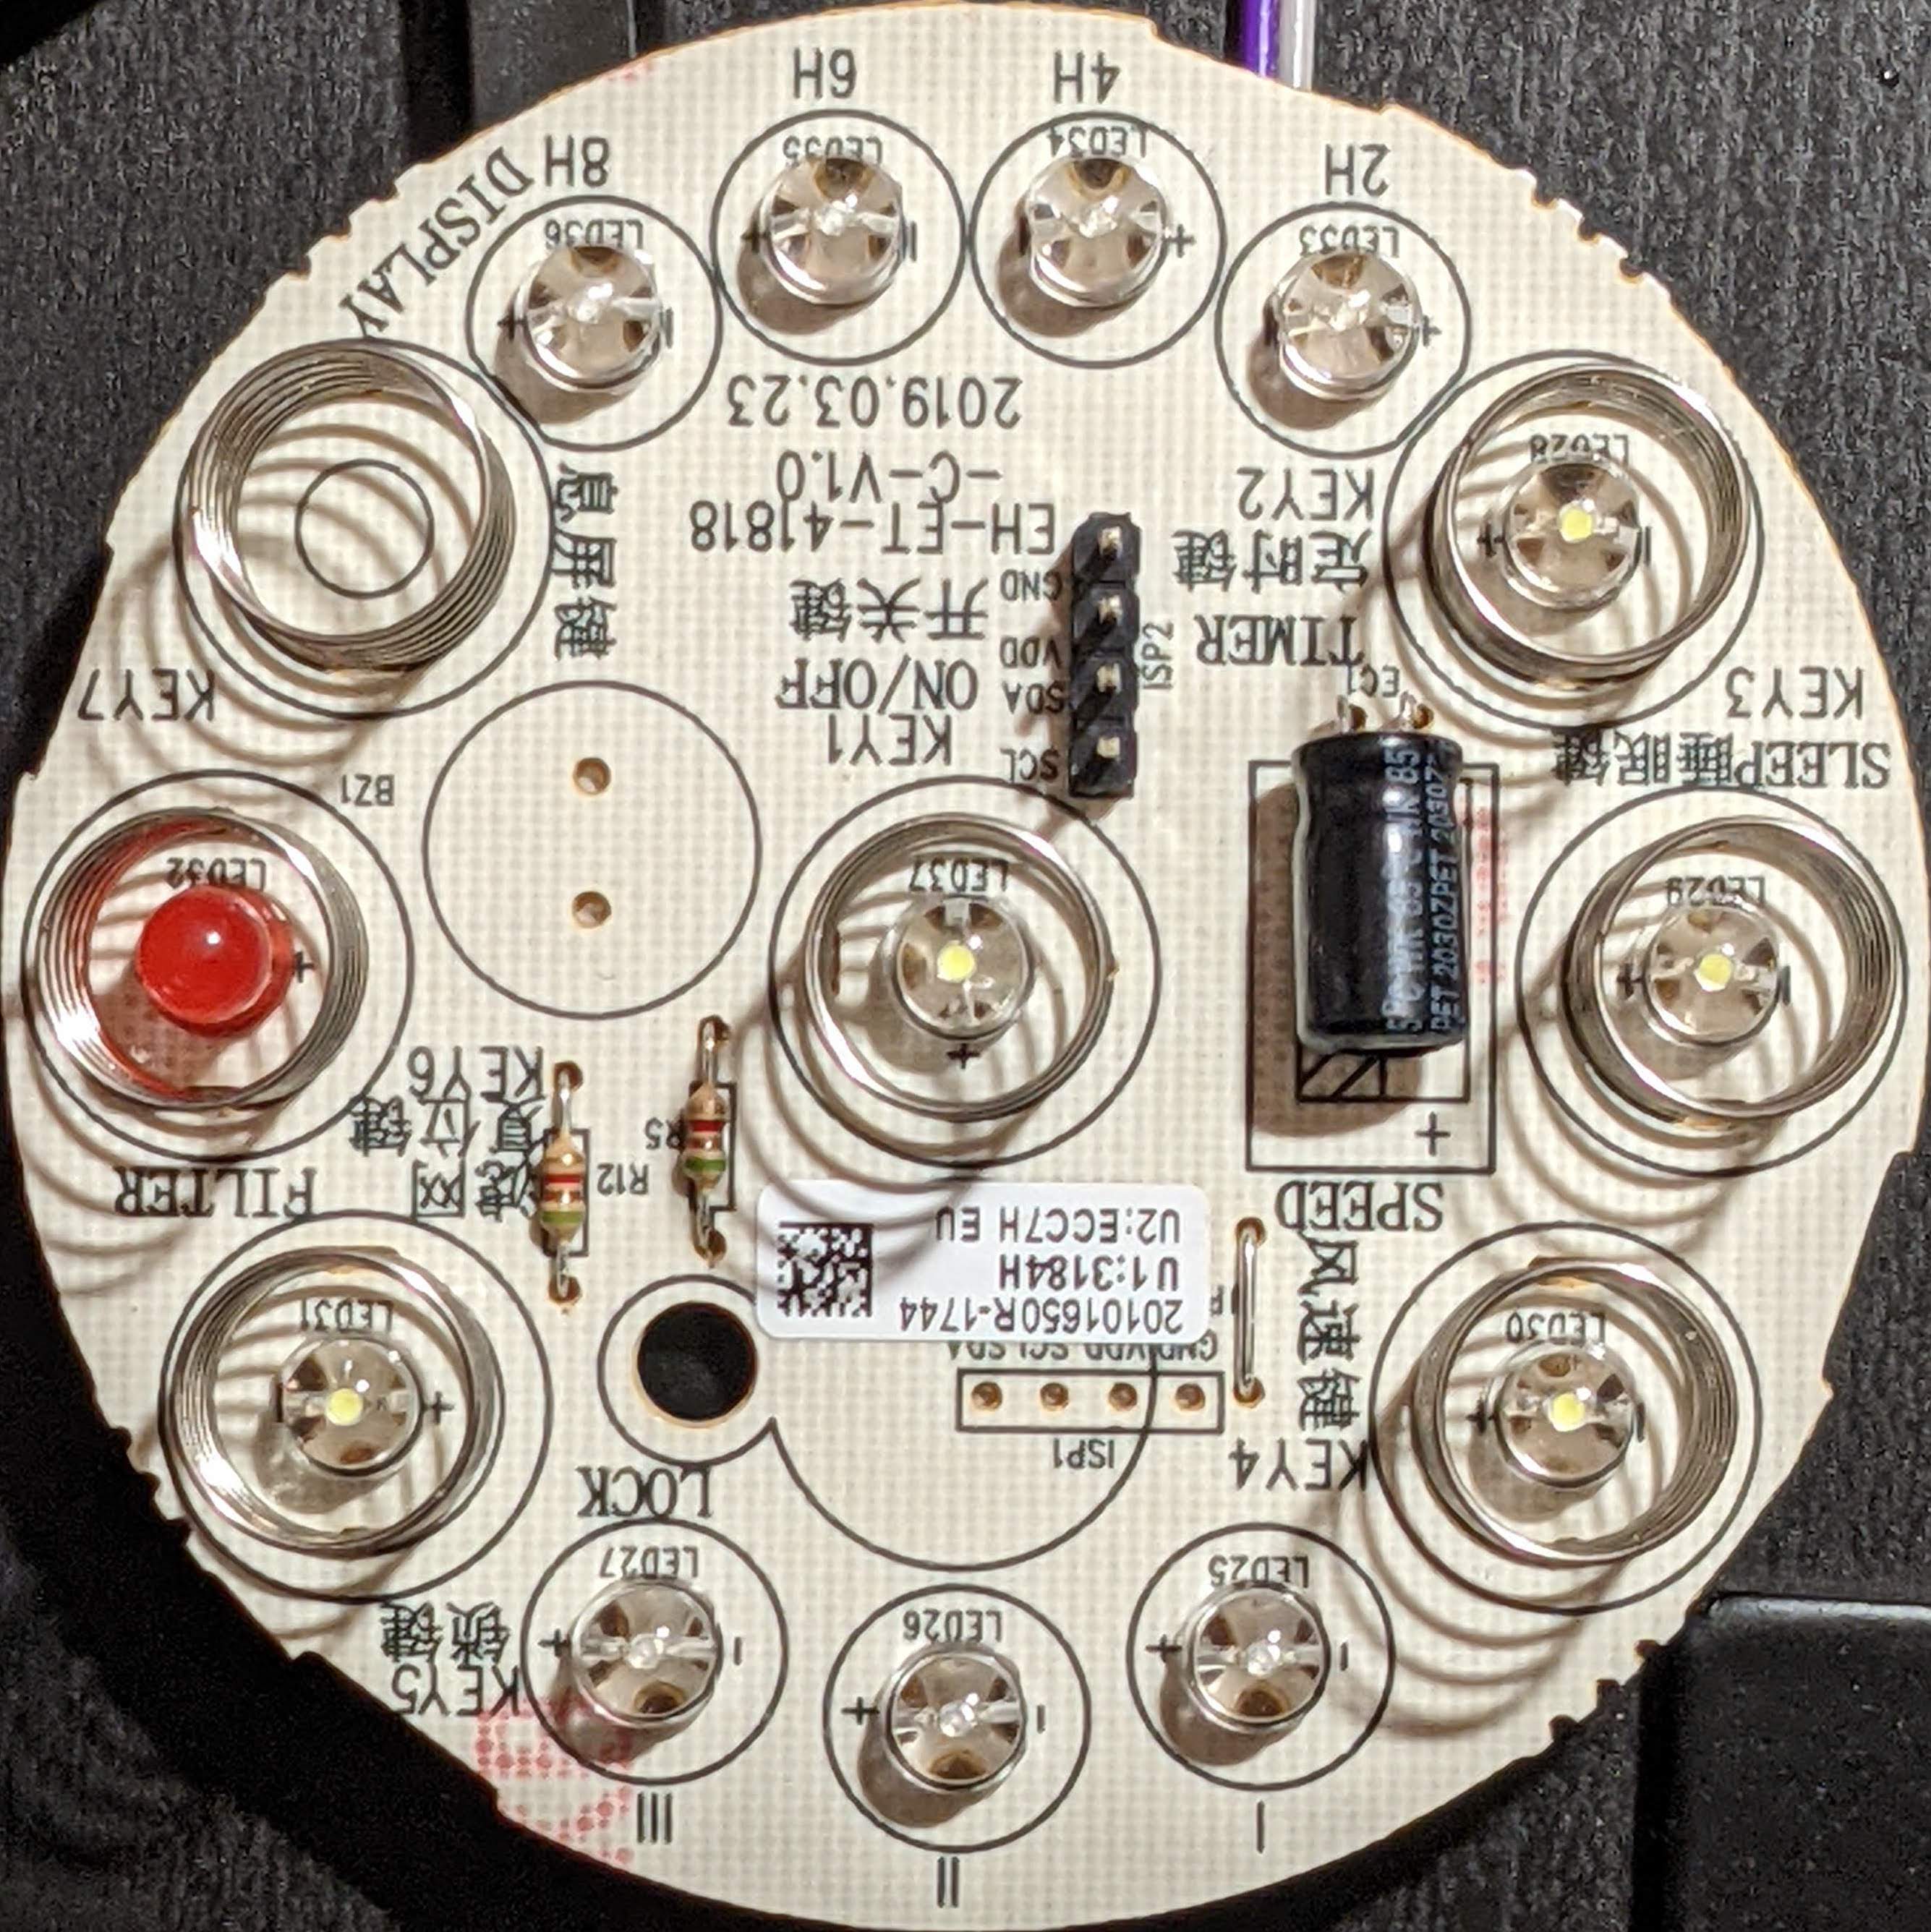 III
II
I
KEY5
锁键
LED27
LED26
LED25
LOCK
KEY4
风速键
SPEED
ISP1
GND VDD SCL SDA
LED30
LED31
20101650R-1744
U1:3184H
U2:ECC7H EU
FILTER
滤网
复位键
KEY6
R12
R5
+
LED29
LED37
LED32
BZ1
SLEEP睡眠键
KEY3
EC1
SCL
SDA
VDD
GND
ISP2
KEY1
ON/OFF
开关键
EH-ET-41818
-C-V1.0
2019.03.23
TIMER
定时键
KEY2
LED28
KEY7
息屏键
DISPLAY
LED33
LED34
LED35
LED36
2H
4H
6H
8H